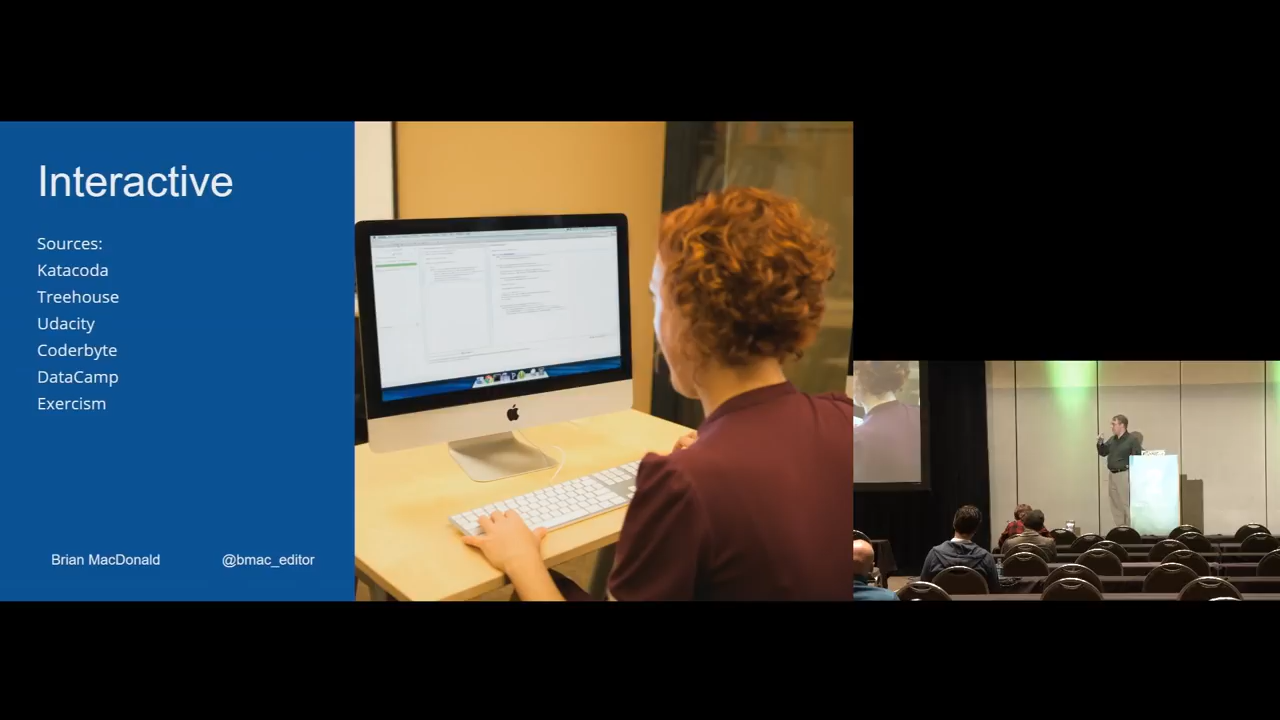 Interactive
Sources:
Katacoda
Treehouse
Udacity
Coderbyte
DataCamp
Exercism
Brian MacDonald
@bmac_editor